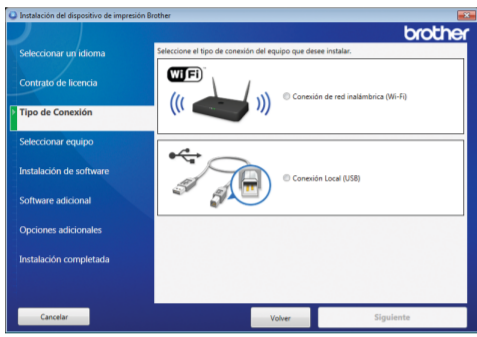 Instalación del dispositivo de impresión Brother
brother
Seleccionar un idioma
Contrato de licencia
Tipo de Conexión
Seleccionar equipo
Instalación de software
Software adicional
Opciones adicionales
Instalación completada
Seleccione el tipo de conexión del equipo que desee instalar.
Wi Fi
Conexión de red inalámbrica (Wi-Fi)
Conexión Local (USB)
Cancelar
Volver
Siguiente